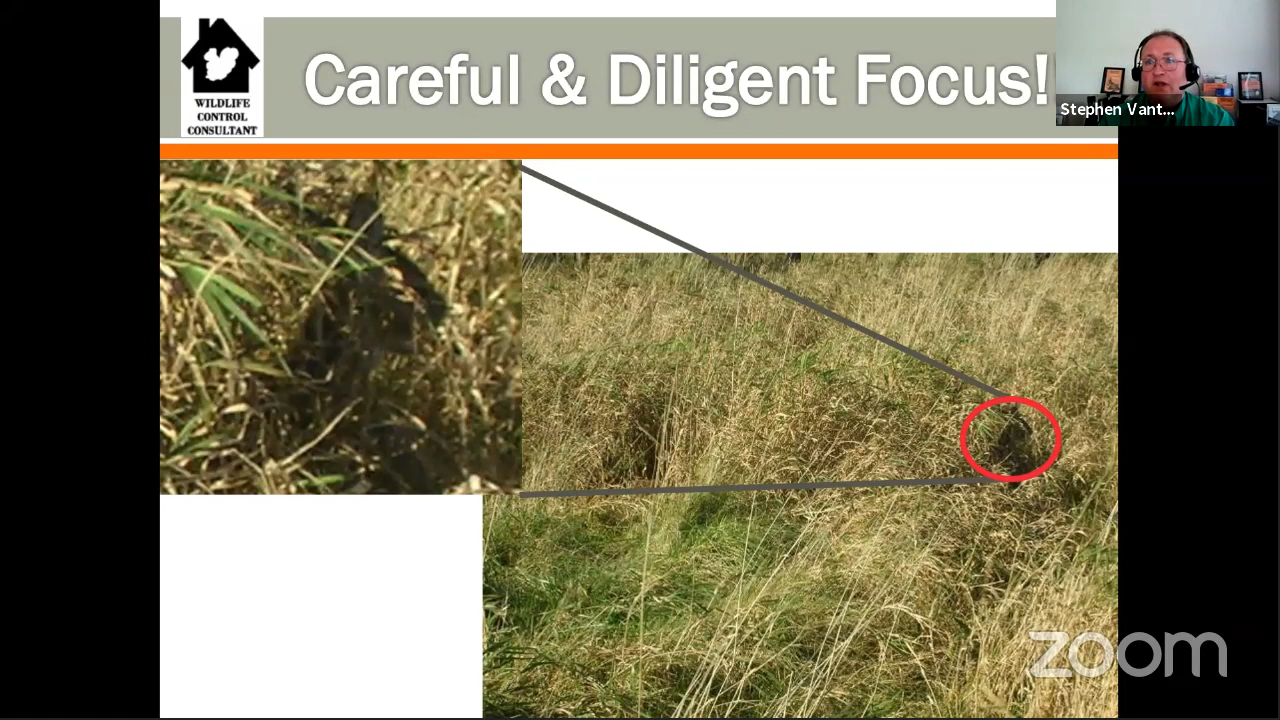 Careful & Diligent Focus!
WILDLIFE
CONTROL
CONSULTANT
Stephen Vant...
zoom